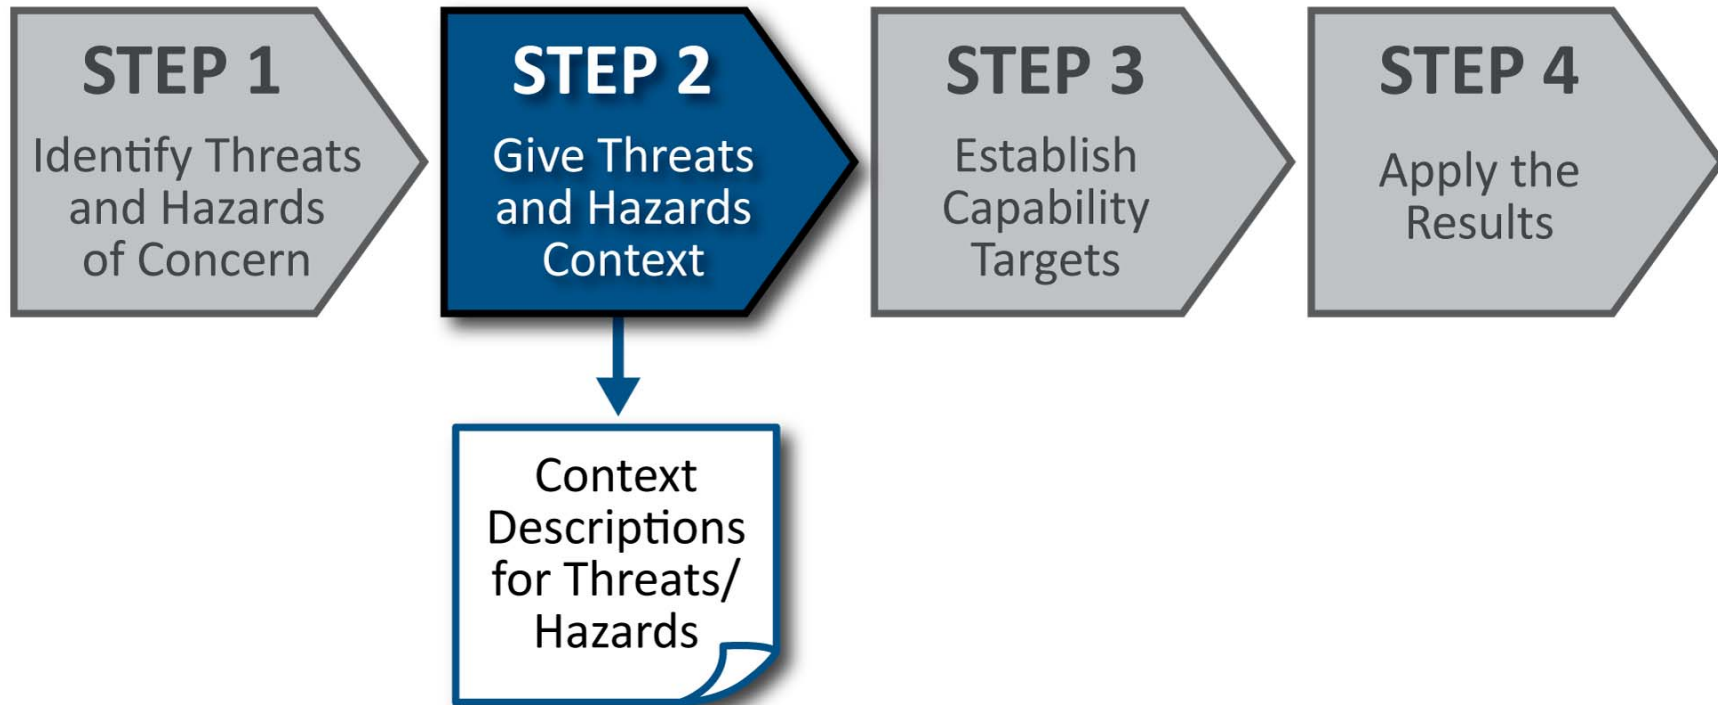 STEP 1
Identify Threats
and Hazards
of Concern
STEP 2
Give Threats
and Hazards
Context
STEP 3
Establish
Capability
Targets
STEP 4
Apply the
Results
Context
Descriptions
for Threats/
Hazards